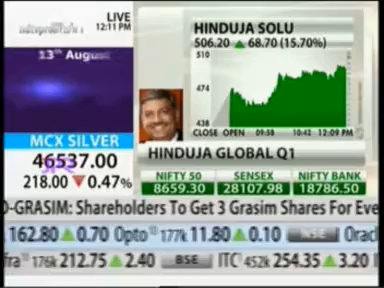 LIVE
12:11 PM
13th August
HINDUJA SOLU
506.20 ▲ 68.70 (15.70%)
510
474
438
CLOSE OPEN 09:58 10:42 12:09 PM
MCX SILVER
46537.00
218.00 ▼ 0.47%
HINDUJA GLOBAL Q1
NIFTY 50 SENSEX NIFTY BANK
8659.30 28107.98 18786.50
O-GRASIM: Shareholders To Get 3 Grasim Shares For Eve
162.80 ▲ 0.70 Opto 177k 11.80 ▲ 0.10 NSE Orac
fra 176k 212.75 ▲ 2.40 BSE ITC 452k 254.35 ▲ 3.20 I